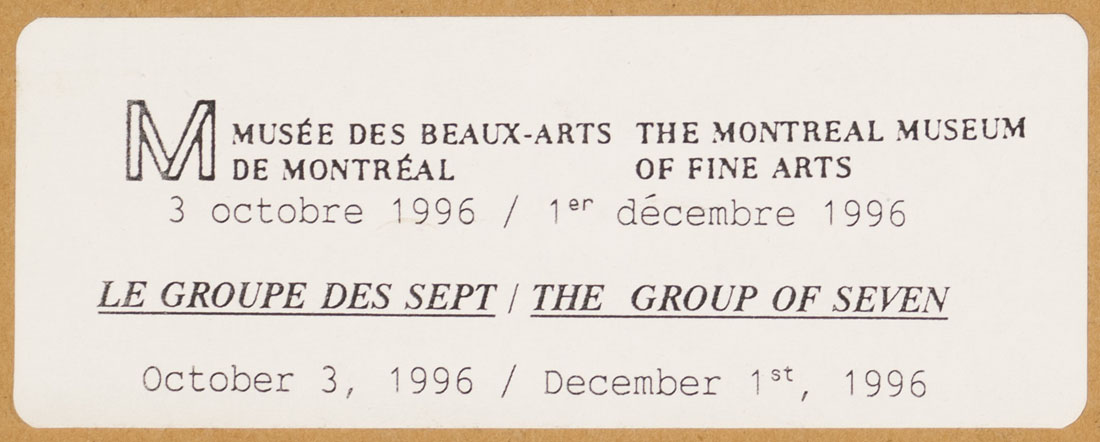 M MUSÉE DES BEAUX-ARTS THE MONTREAL MUSEUM
DE MONTRÉAL OF FINE ARTS
3 octobre 1996 / 1er décembre 1996
LE GROUPE DES SEPT / THE GROUP OF SEVEN
October 3, 1996 / December 1st, 1996